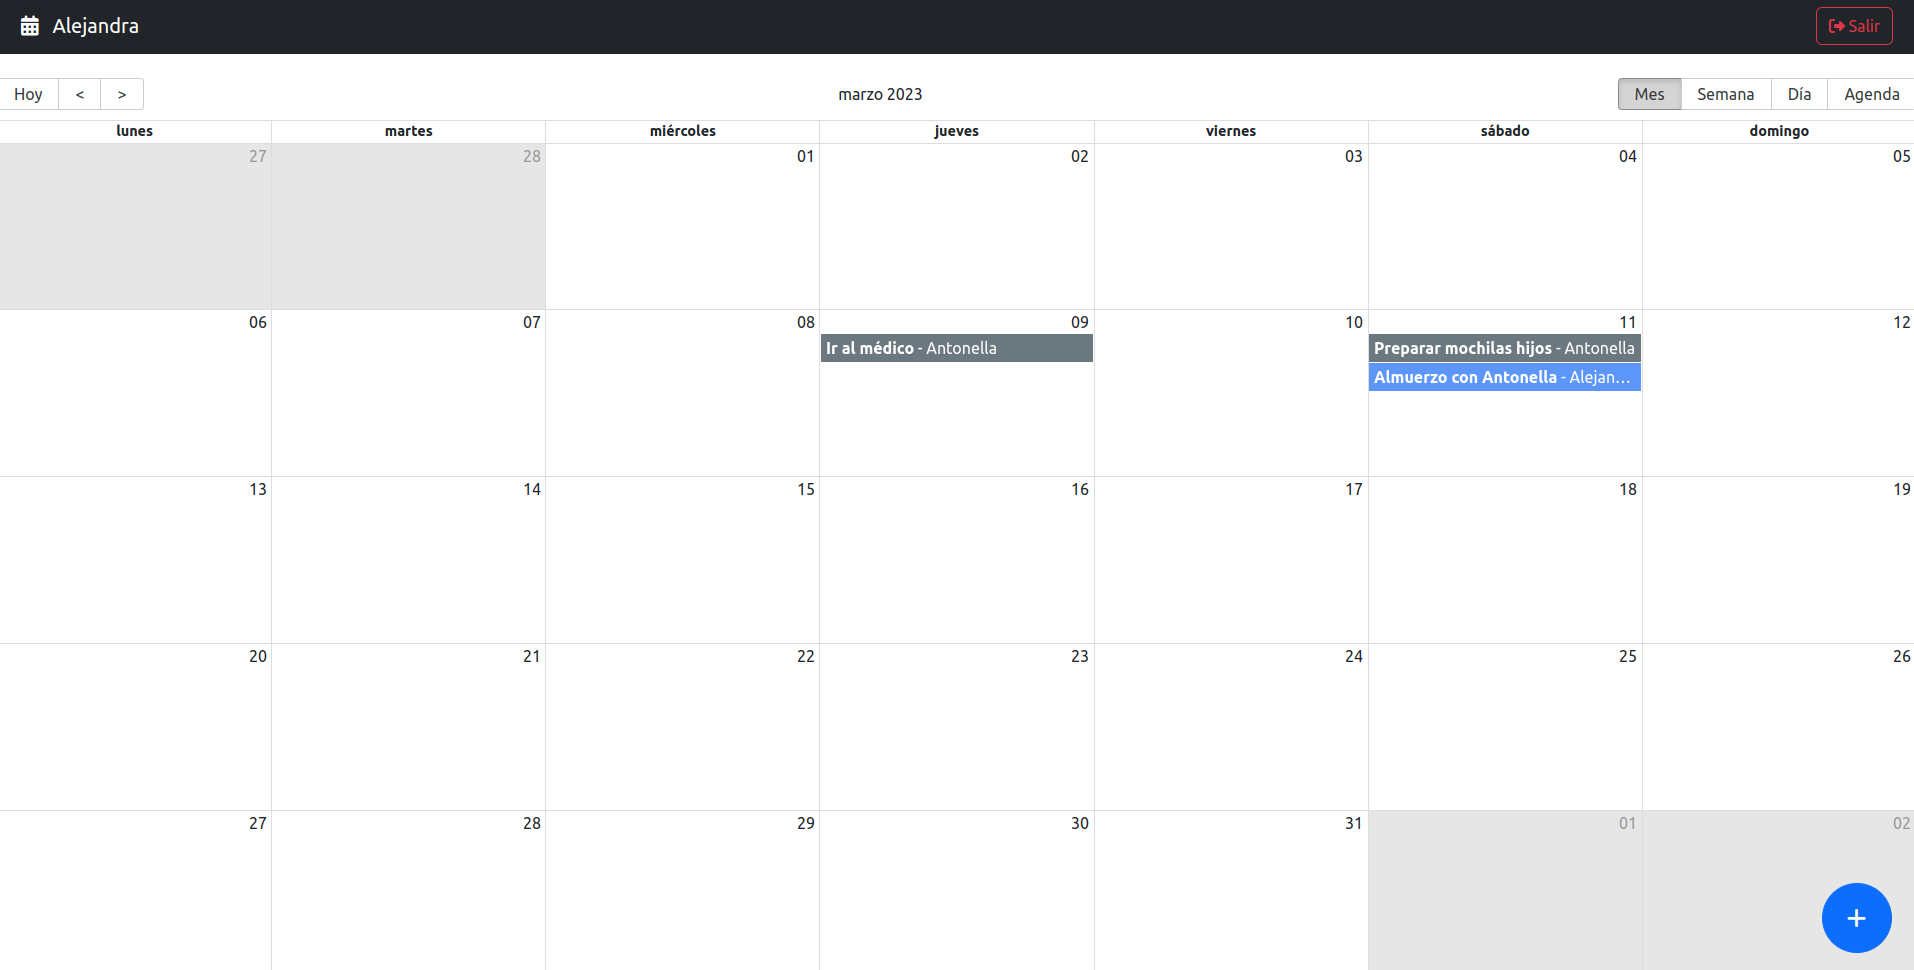 Alejandra
Salir
Hoy < > marzo 2023 Mes Semana Día Agenda
lunes martes miércoles jueves viernes sábado domingo
27 28 01 02 03 04 05
06 07 08 09 10 11 12
Ir al médico - Antonella
Preparar mochilas hijos - Antonella
Almuerzo con Antonella - Alejan...
13 14 15 16 17 18 19
20 21 22 23 24 25 26
27 28 29 30 31 01 02
+